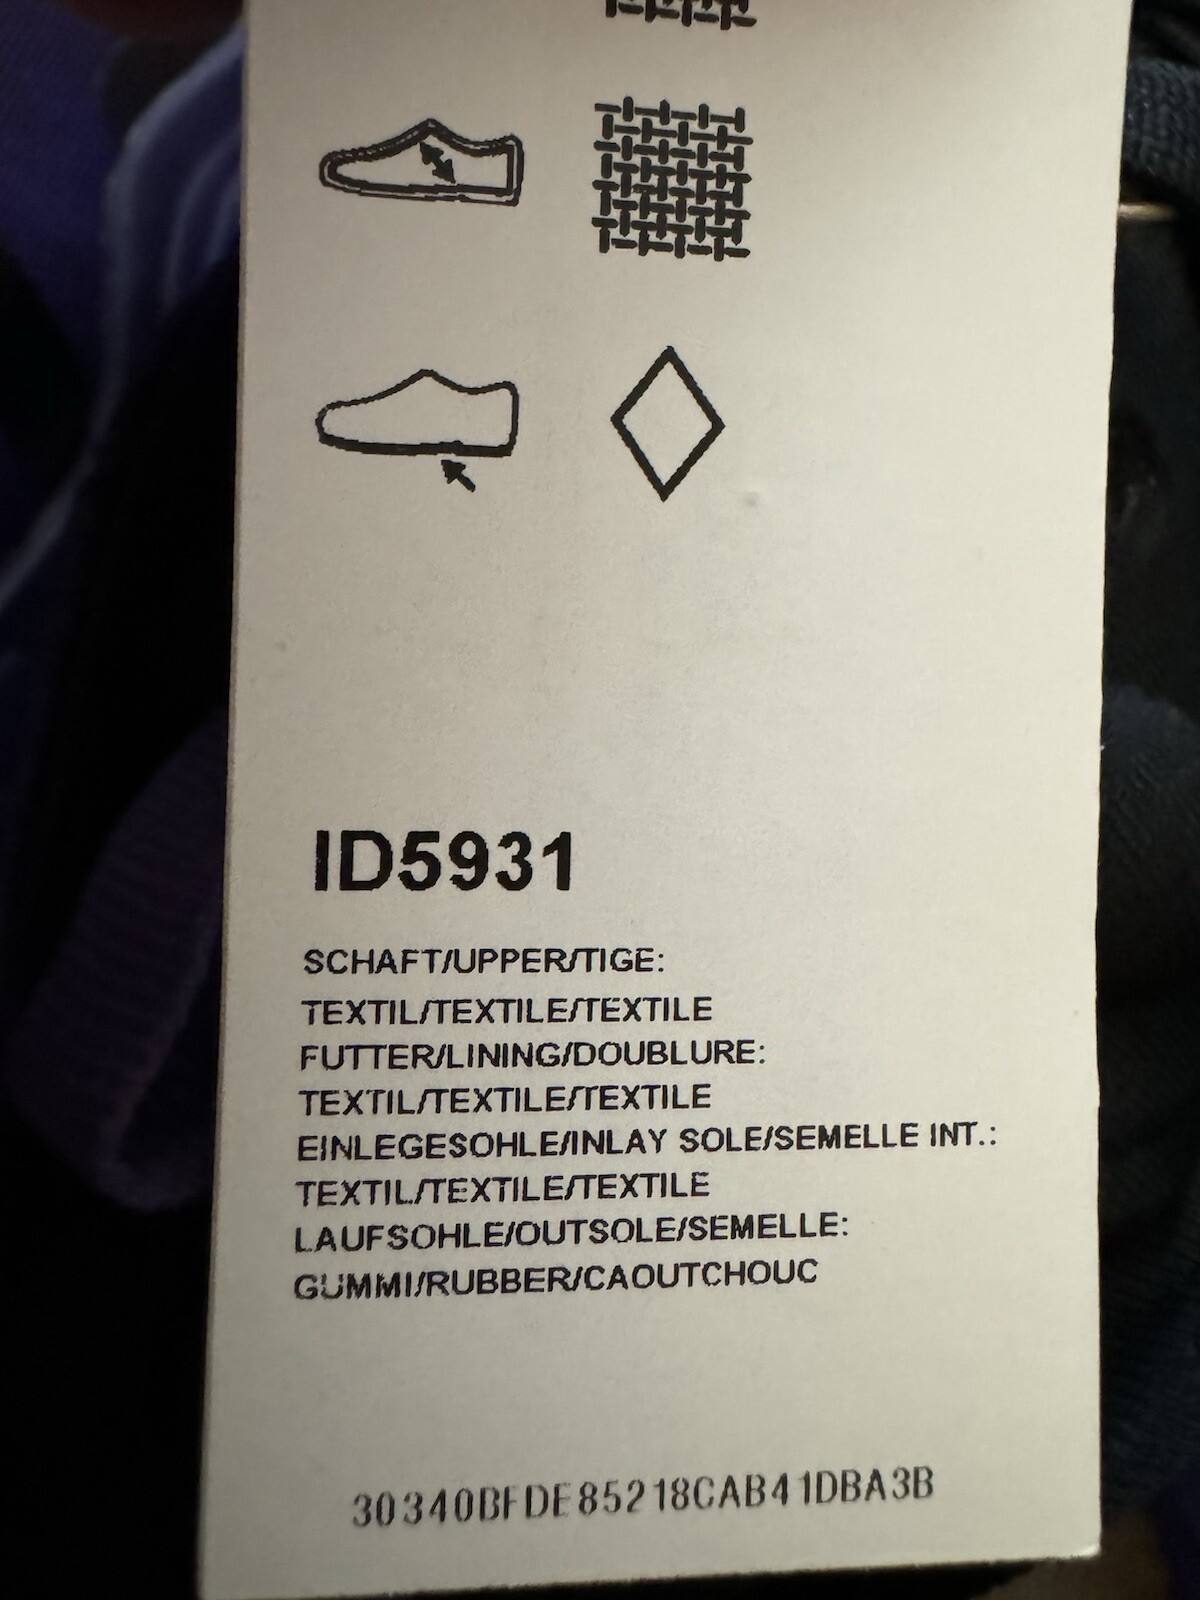 ID5931
SCHAFT/UPPER/TIGE:
TEXTIL/TEXTILE/TEXTILE
FUTTER/LINING/DOUBLURE:
TEXTIL/TEXTILE/TEXTILE
EINLEGESOHLE/INLAY SOLE/SEMELLE INT.:
TEXTIL/TEXTILE/TEXTILE
LAUFSOHLE/OUTSOLE/SEMELLE:
GUMMI/RUBBER/CAOUTCHOUC
30340BFDE85218CAB41DBA3B